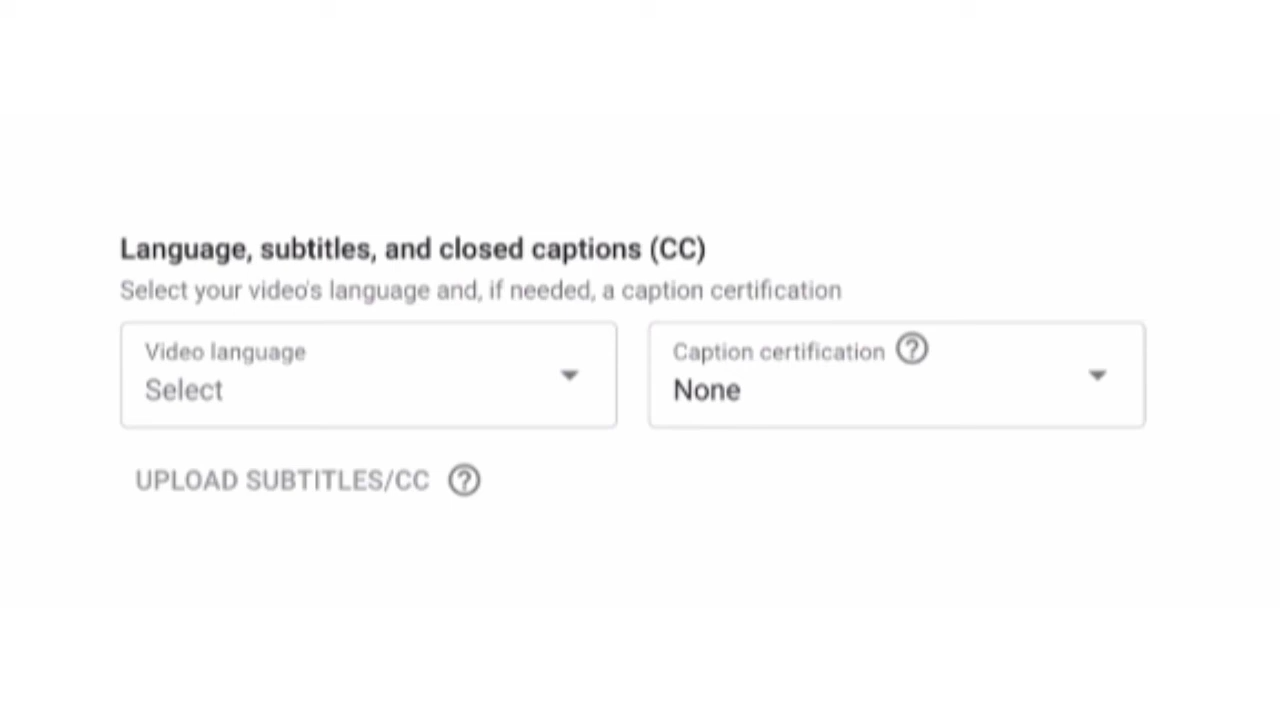 Language, subtitles, and closed captions (CC)
Select your video's language and, if needed, a caption certification
Video language
Select
Caption certification ?
None
UPLOAD SUBTITLES/CC ?